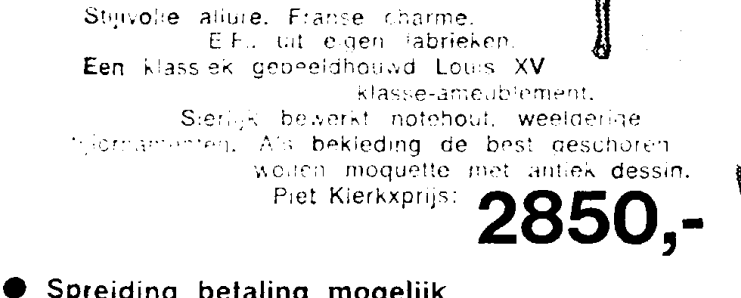 Stijlvolle allure. Franse charme.
E.F., uit eigen fabrieken.
Een klassiek gebeeldhouwd Louis XV
klasse-ameublement.
Sierlijk bewerkt notehout, weelderige
Als bekleding de best geschoren
wollen moquette met antiek dessin.
Piet Kierkxprijs: 2850,-
● Spreiding betaling mogelijk